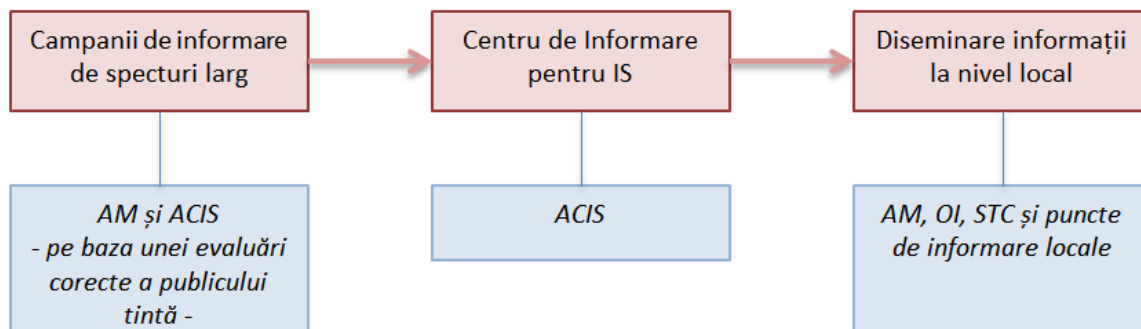 Campanii de informare
de specturi larg
Centru de Informare
pentru IS
Diseminare informații
la nivel local
AM și ACIS
- pe baza unei evaluări
corecte a publicului
tintă -
ACIS
AM, OI, STC și puncte
de informare locale